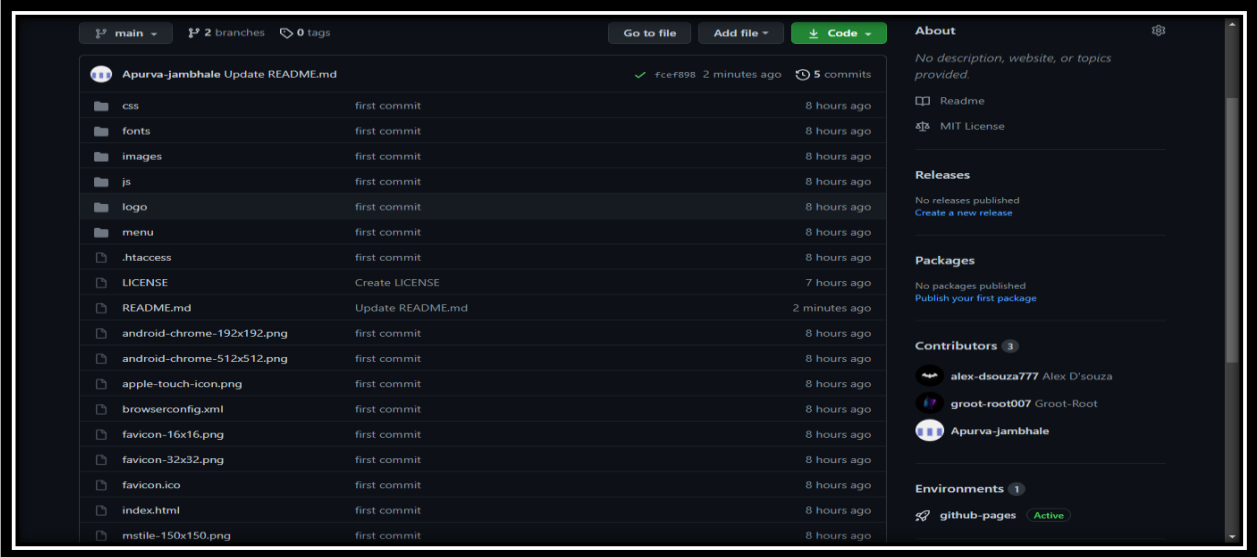 main 2 branches 0 tags Go to file Add file Code
Apurva-jambhale Update README.md fcef898 2 minutes ago 5 commits
css first commit 8 hours ago
fonts first commit 8 hours ago
images first commit 8 hours ago
js first commit 8 hours ago
logo first commit 8 hours ago
menu first commit 8 hours ago
.htaccess first commit 8 hours ago
LICENSE Create LICENSE 7 hours ago
README.md Update README.md 2 minutes ago
android-chrome-192x192.png first commit 8 hours ago
android-chrome-512x512.png first commit 8 hours ago
apple-touch-icon.png first commit 8 hours ago
browserconfig.xml first commit 8 hours ago
favicon-16x16.png first commit 8 hours ago
favicon-32x32.png first commit 8 hours ago
favicon.ico first commit 8 hours ago
index.html first commit 8 hours ago
mstile-150x150.png first commit 8 hours ago
About
No description, website, or topics
provided.
Readme
MIT License
Releases
No releases published
Create a new release
Packages
No packages published
Publish your first package
Contributors 3
alex-dsouza777 Alex D'souza
groot-root007 Groot-Root
Apurva-jambhale
Environments 1
github-pages Active